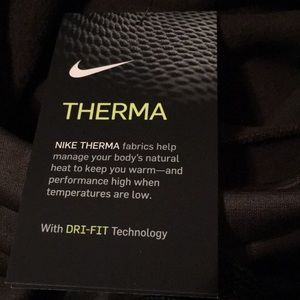 THERMA
NIKE THERMA fabrics help
manage your body's natural
heat to keep you warm—and
performance high when
temperatures are low.
With DRI-FIT Technology